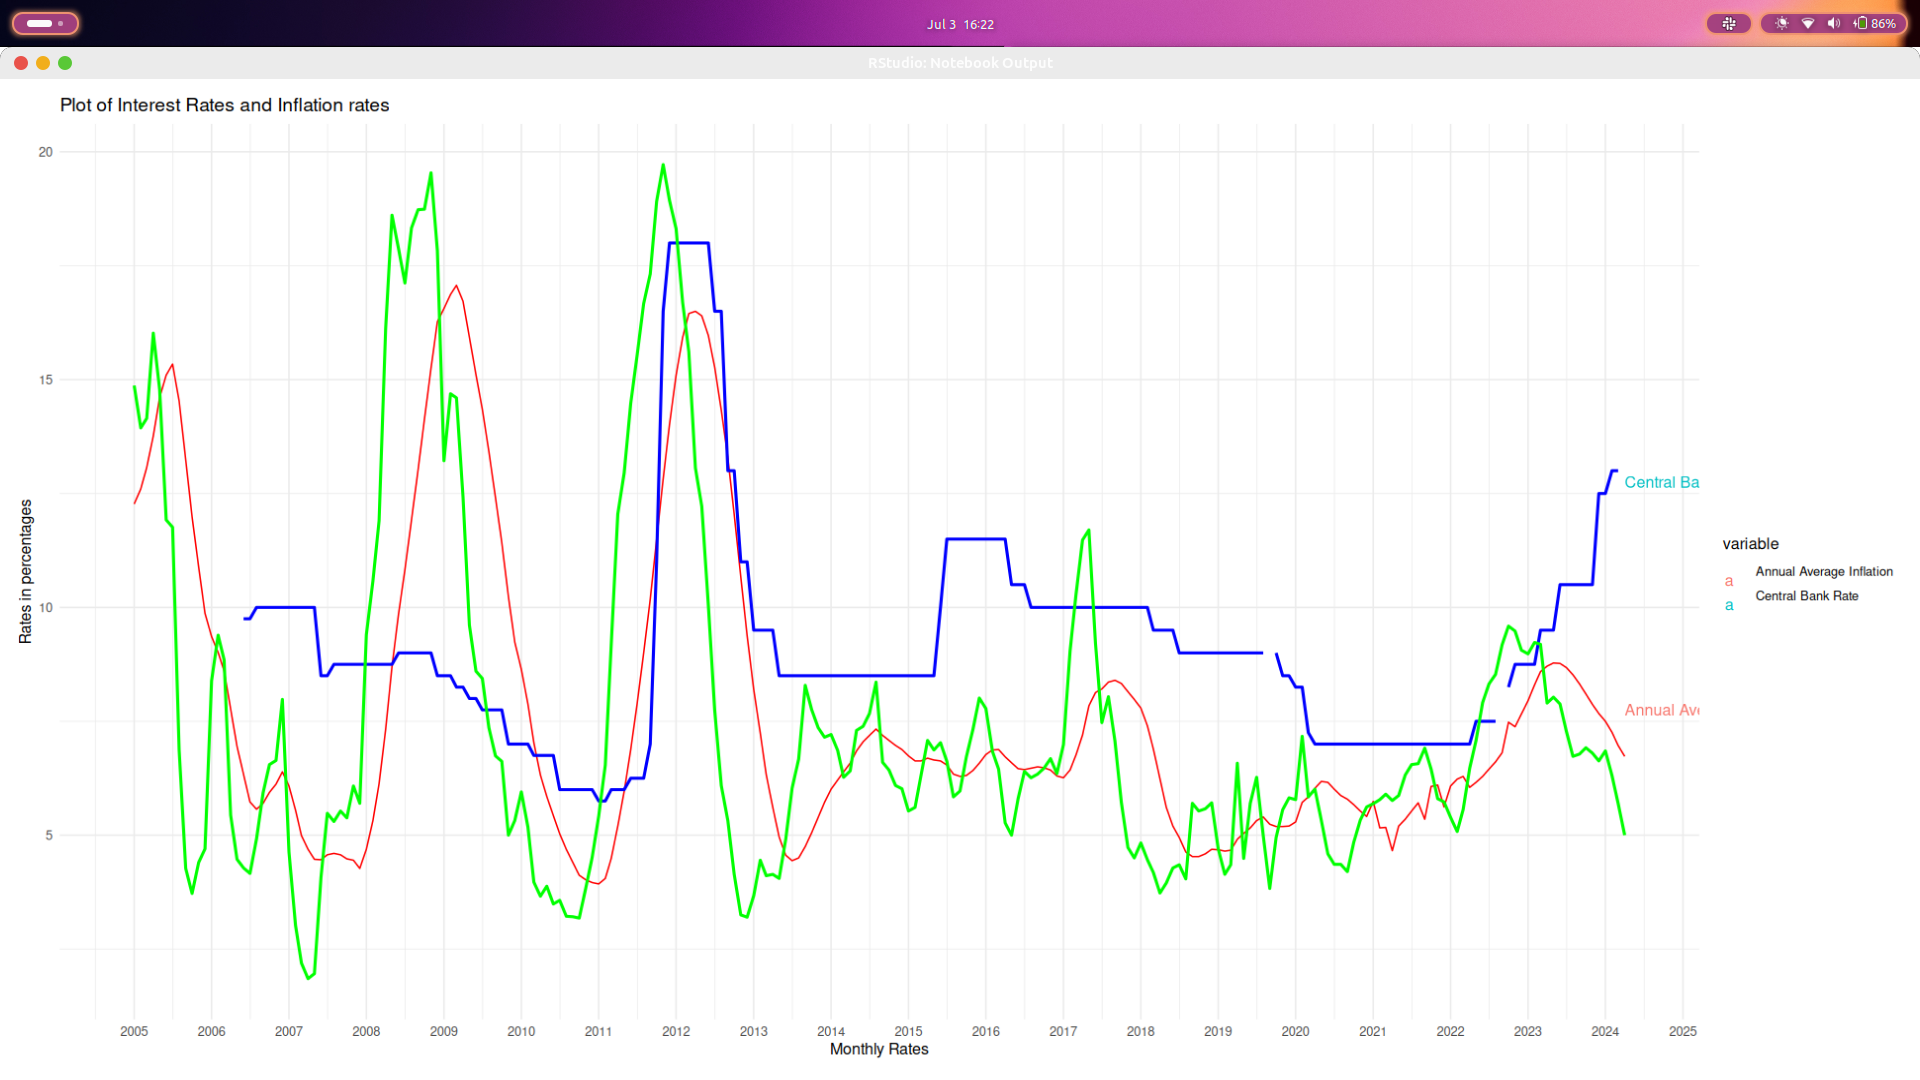 Jul 3 16:22
86%
RStudio: Notebook Output
Plot of Interest Rates and Inflation rates
20
15
10
5
Rates in percentages
Central Ba
Annual Ave
variable
a Annual Average Inflation
a Central Bank Rate
2005 2006 2007 2008 2009 2010 2011 2012 2013 2014 2015 2016 2017 2018 2019 2020 2021 2022 2023 2024 2025
Monthly Rates